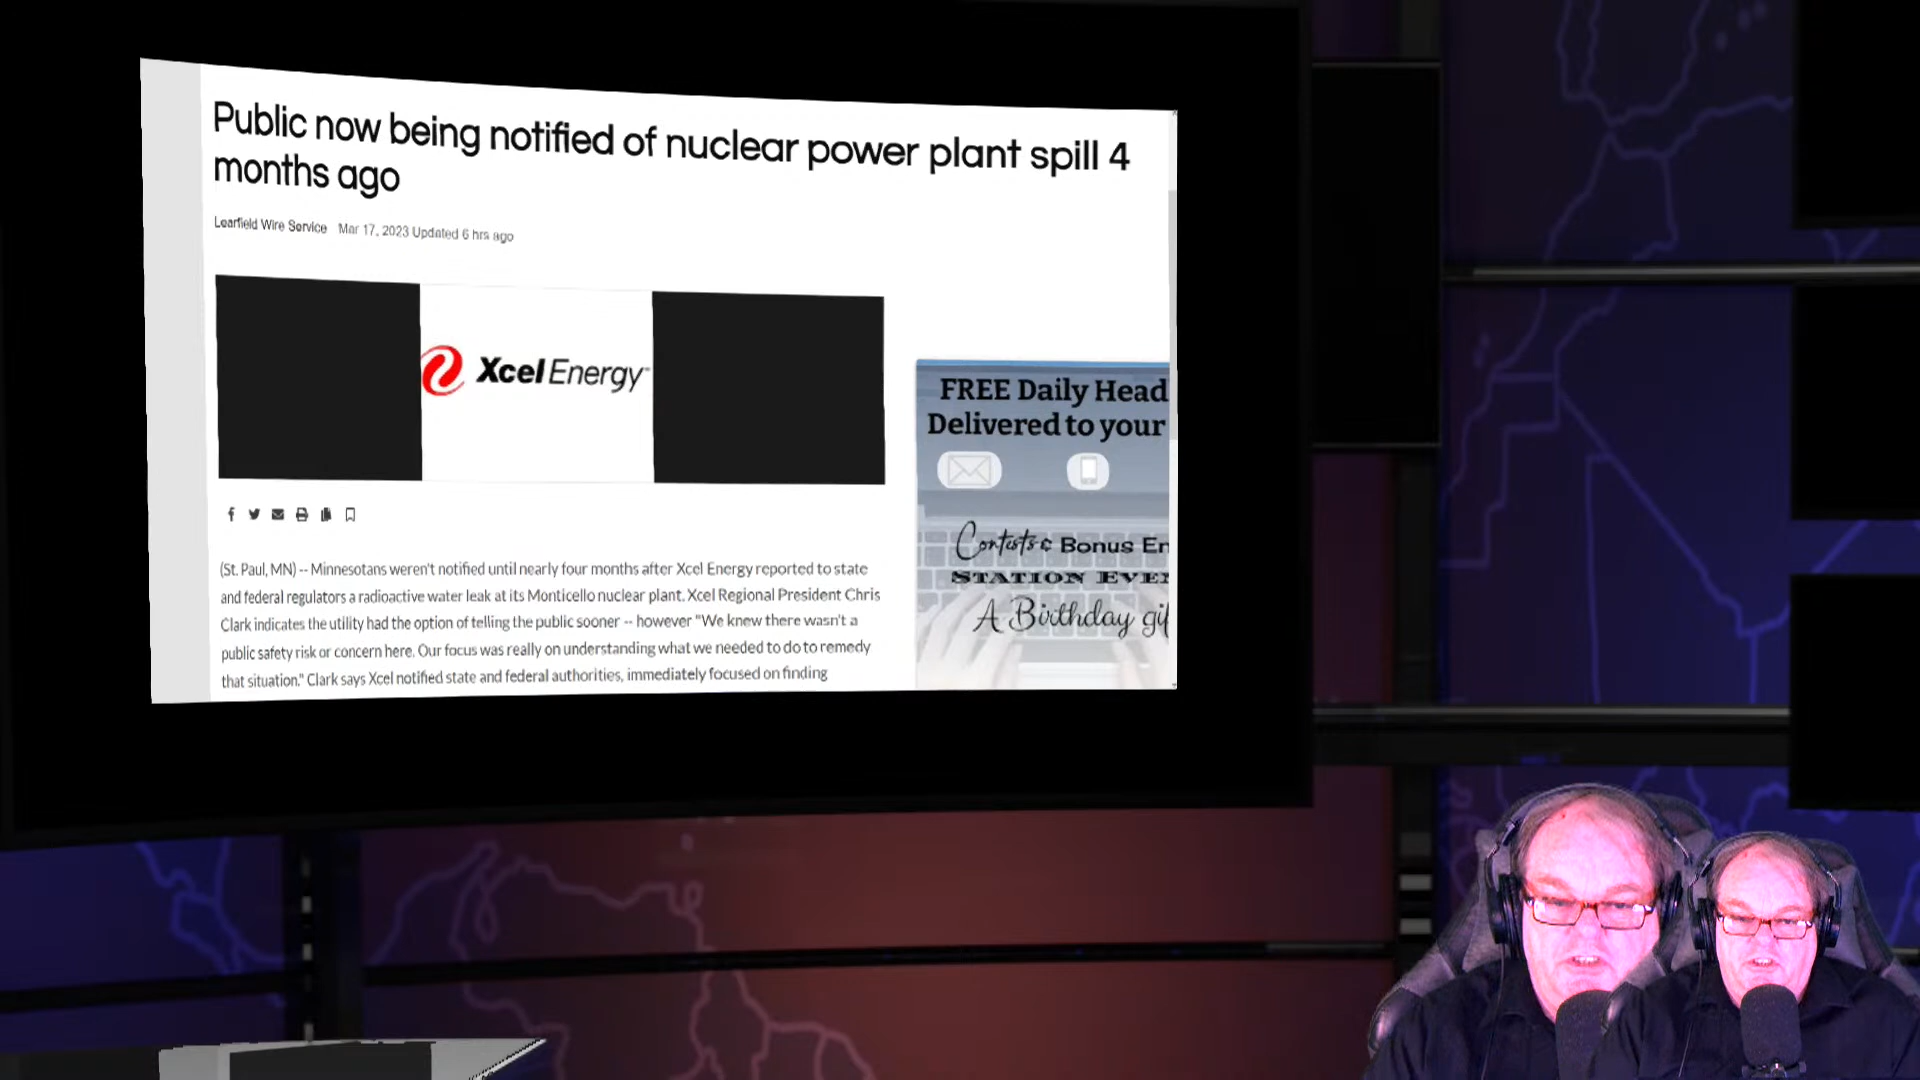 Public now being notified of nuclear power plant spill 4
months ago
Learfield Wire Service Mar 17, 2023 Updated 6 hrs ago
Xcel Energy
(St. Paul, MN) -- Minnesotans weren't notified until nearly four months after Xcel Energy reported to state
and federal regulators a radioactive water leak at its Monticello nuclear plant. Xcel Regional President Chris
Clark indicates the utility had the option of telling the public sooner -- however "We knew there wasn't a
public safety risk or concern here. Our focus was really on understanding what we needed to do to remedy
that situation." Clark says Xcel notified state and federal authorities, immediately focused on finding
FREE Daily Head
Delivered to your
Contests & Bonus En
STATION EVE
A Birthday gif